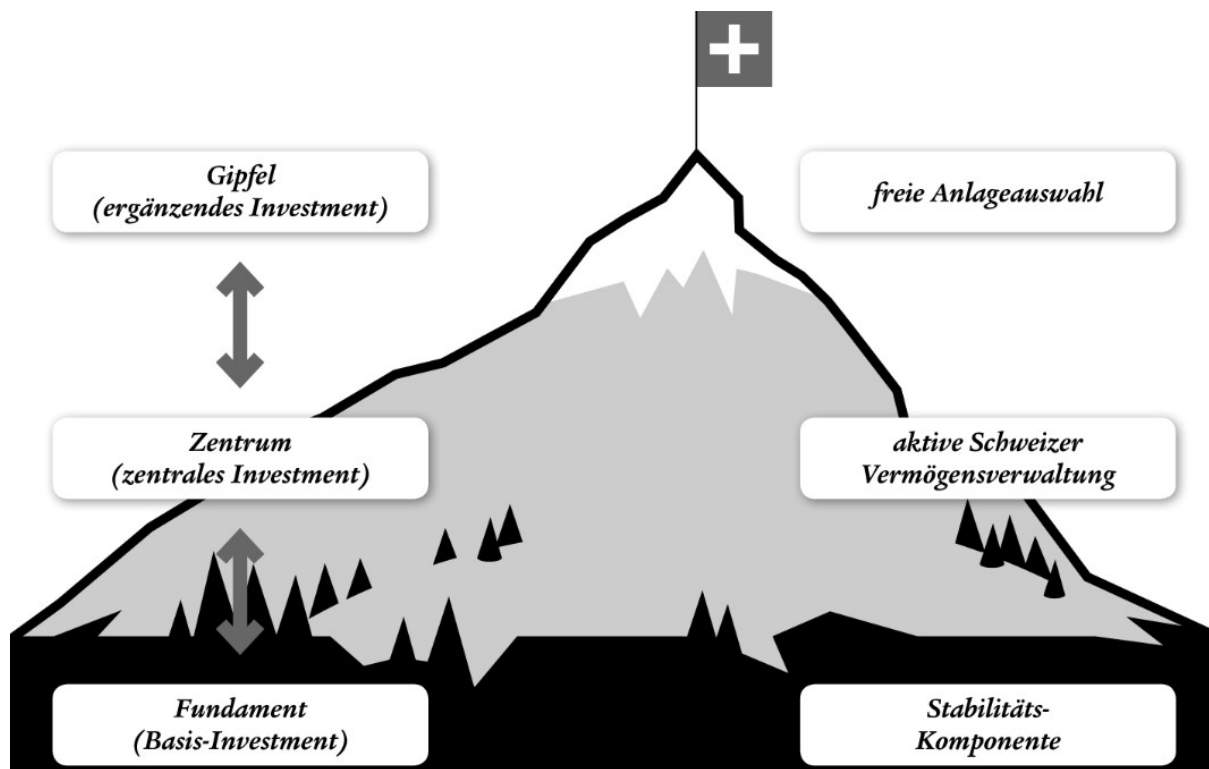 Gipfel
(ergänzendes Investment)
freie Anlageauswahl
Zentrum
(zentrales Investment)
aktive Schweizer
Vermögensverwaltung
Fundament
(Basis-Investment)
Stabilitäts-
Komponente